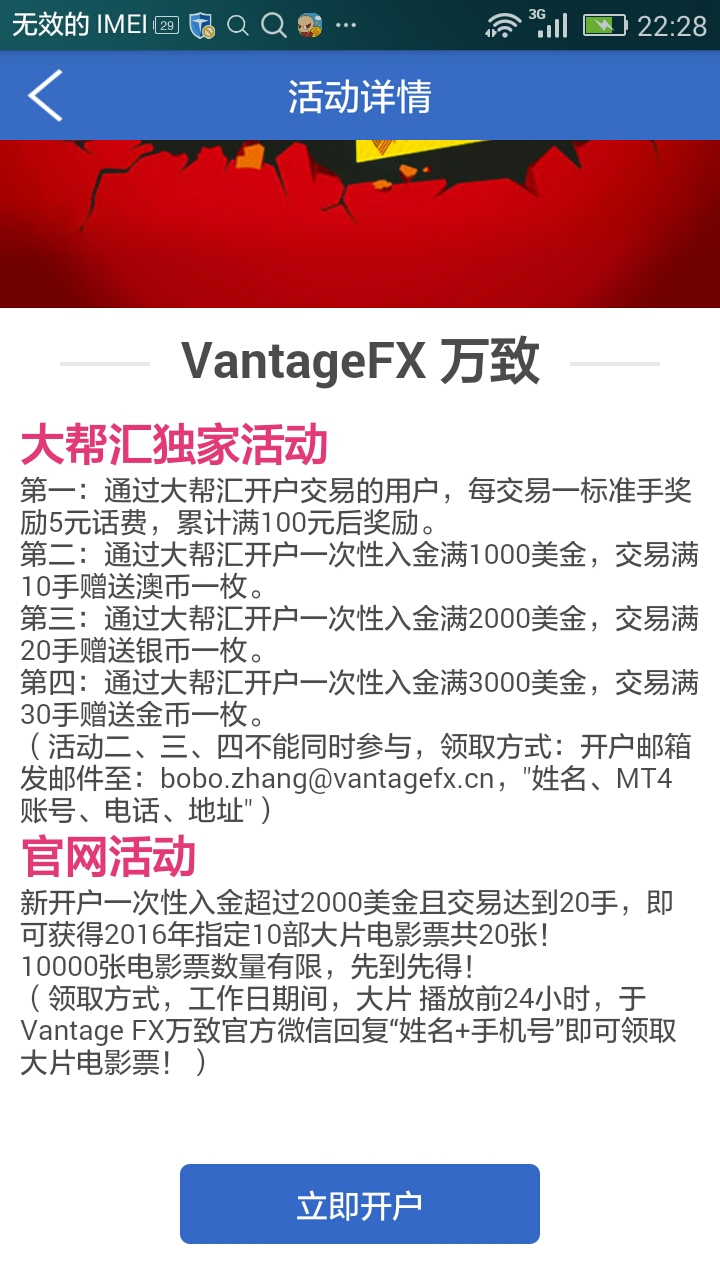 无效的 IMEI 29 3G 22:28
活动详情
VantageFX 万致
大帮汇独家活动
第一：通过大帮汇开户交易的用户，每交易一标准手奖
励5元话费，累计满100元后奖励。
第二：通过大帮汇开户一次性入金满1000美金，交易满
10手赠送澳币一枚。
第三：通过大帮汇开户一次性入金满2000美金，交易满
20手赠送银币一枚。
第四：通过大帮汇开户一次性入金满3000美金，交易满
30手赠送金币一枚。
（活动二、三、四不能同时参与，领取方式：开户邮箱
发邮件至：bobo.zhang@vantagefx.cn，"姓名、MT4
账号、电话、地址"）
官网活动
新开户一次性入金超过2000美金且交易达到20手，即
可获得2016年指定10部大片电影票共20张！
10000张电影票数量有限，先到先得！
（领取方式，工作日期间，大片 播放前24小时，于
Vantage FX万致官方微信回复“姓名+手机号”即可领取
大片电影票！）
立即开户